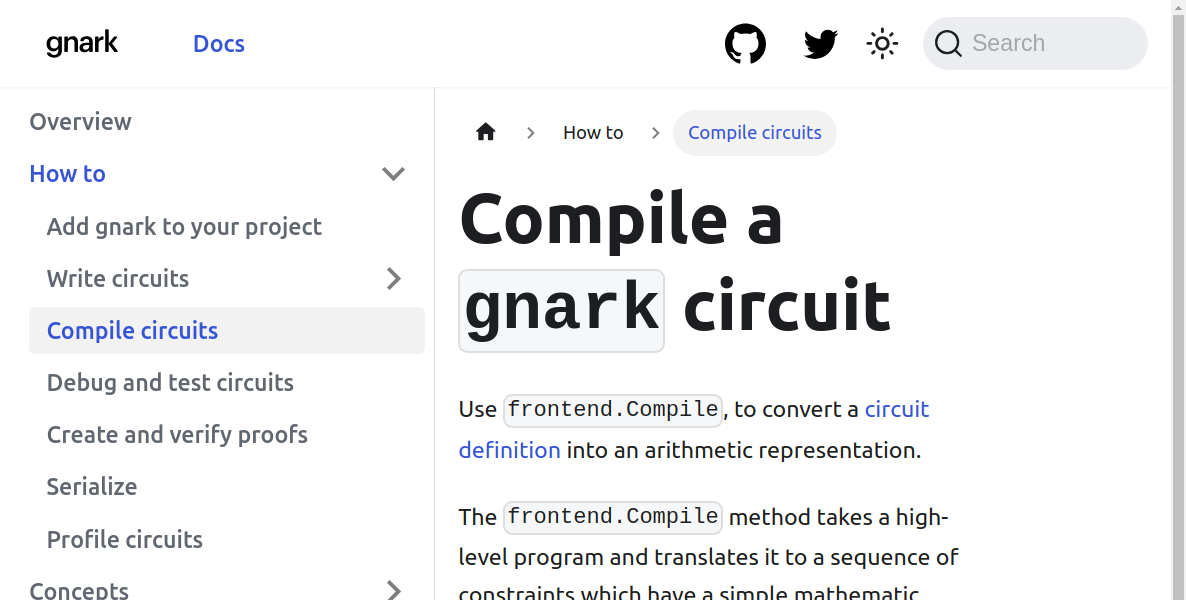 gnark
Docs
Search
Overview
How to
Add gnark to your project
Write circuits
Compile circuits
Debug and test circuits
Create and verify proofs
Serialize
Profile circuits
Concepts
How to
Compile circuits
Compile a
gnark circuit
Use frontend.Compile, to convert a circuit
definition into an arithmetic representation.
The frontend.Compile method takes a high-
level program and translates it to a sequence of
constraints which have a simple mathematic